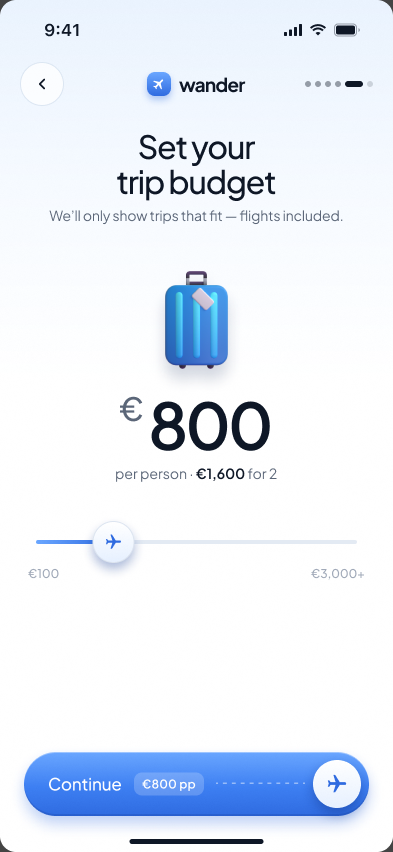 9:41
wander
Set your
trip budget
We'll only show trips that fit — flights included.
€800
per person · €1,600 for 2
€100 €3,000+
Continue €800 pp